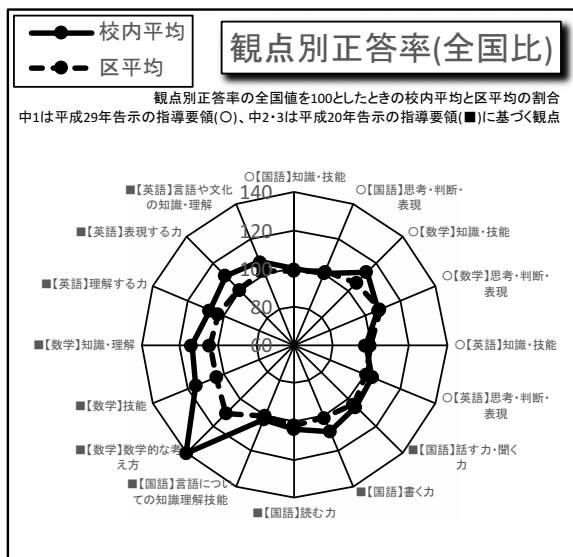 校内平均
区平均
観点別正答率(全国比)
観点別正答率の全国値を100としたときの校内平均と区平均の割合
中1は平成29年告示の指導要領(〇)、中2・3は平成20年告示の指導要領(■)に基づく観点
〇【国語】知識・技能
〇【国語】思考・判断・
表現
〇【数学】知識・技能
〇【数学】思考・判断・
表現
〇【英語】知識・技能
〇【英語】思考・判断・
表現
■【国語】話す力・聞く
力
■【国語】書く力
■【国語】読む力
■【国語】言語につい
ての知識理解技能
■【数学】数学的な考
え方
■【数学】技能
■【数学】知識・理解
■【英語】理解する力
■【英語】表現する力
■【英語】言語や文化
の知識・理解
140
120
100
80
60